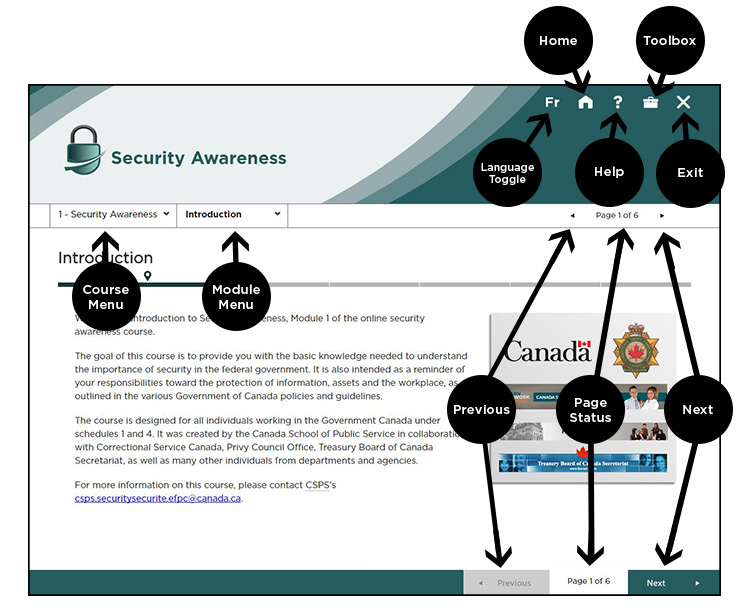 Home
Toolbox
Fr
?
Language
Toggle
Help
Exit
Security Awareness
1 - Security Awareness
Introduction
Page 1 of 6
Introduction
Course
Menu
Module
Menu
ntroduction to Se eness, Module 1 of the online security
awareness course.
The goal of this course is to provide you with the basic knowledge needed to understand
the importance of security in the federal government. It is also intended as a reminder of
your responsibilities toward the protection of information, assets and the workplace, as
outlined in the various Government of Canada policies and guidelines.
The course is designed for all individuals working in the Government Canada under
schedules 1 and 4. It was created by the Canada School of Public Service in collaboratio
with Correctional Service Canada, Privy Council Office, Treasury Board of Canada
Secretariat, as well as many other individuals from departments and agencies.
For more information on this course, please contact CSPS's
csps.securitysecurite.efpc@canada.ca.
Canada
WORK CANADA S
Treasury Board of Canada Secretariat
Previous
Page
Status
Next
Previous
Page 1 of 6
Next